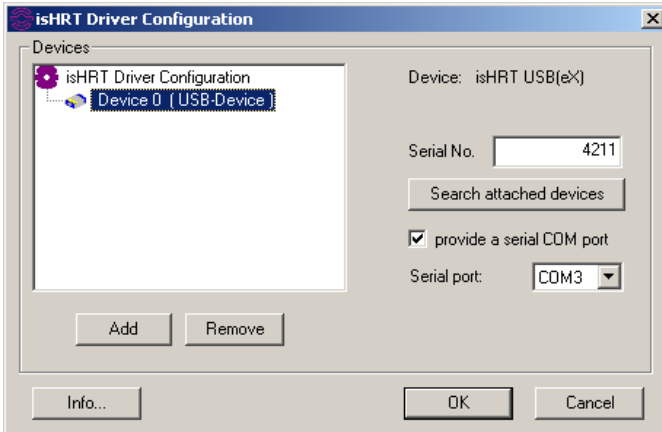 isHRT Driver Configuration
Devices
isHRT Driver Configuration
Device 0 ( USB-Device )
Device: isHRT USB(eX)
Serial No. 4211
Search attached devices
provide a serial COM port
Serial port: COM3
Add Remove
Info... OK Cancel